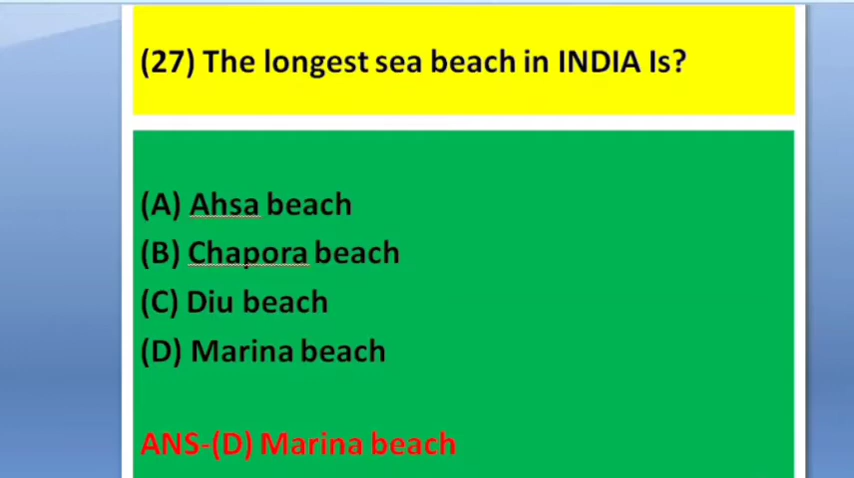 (27) The longest sea beach in INDIA Is?
(A) Ahsa beach
(B) Chapora beach
(C) Diu beach
(D) Marina beach
ANS-(D) Marina beach